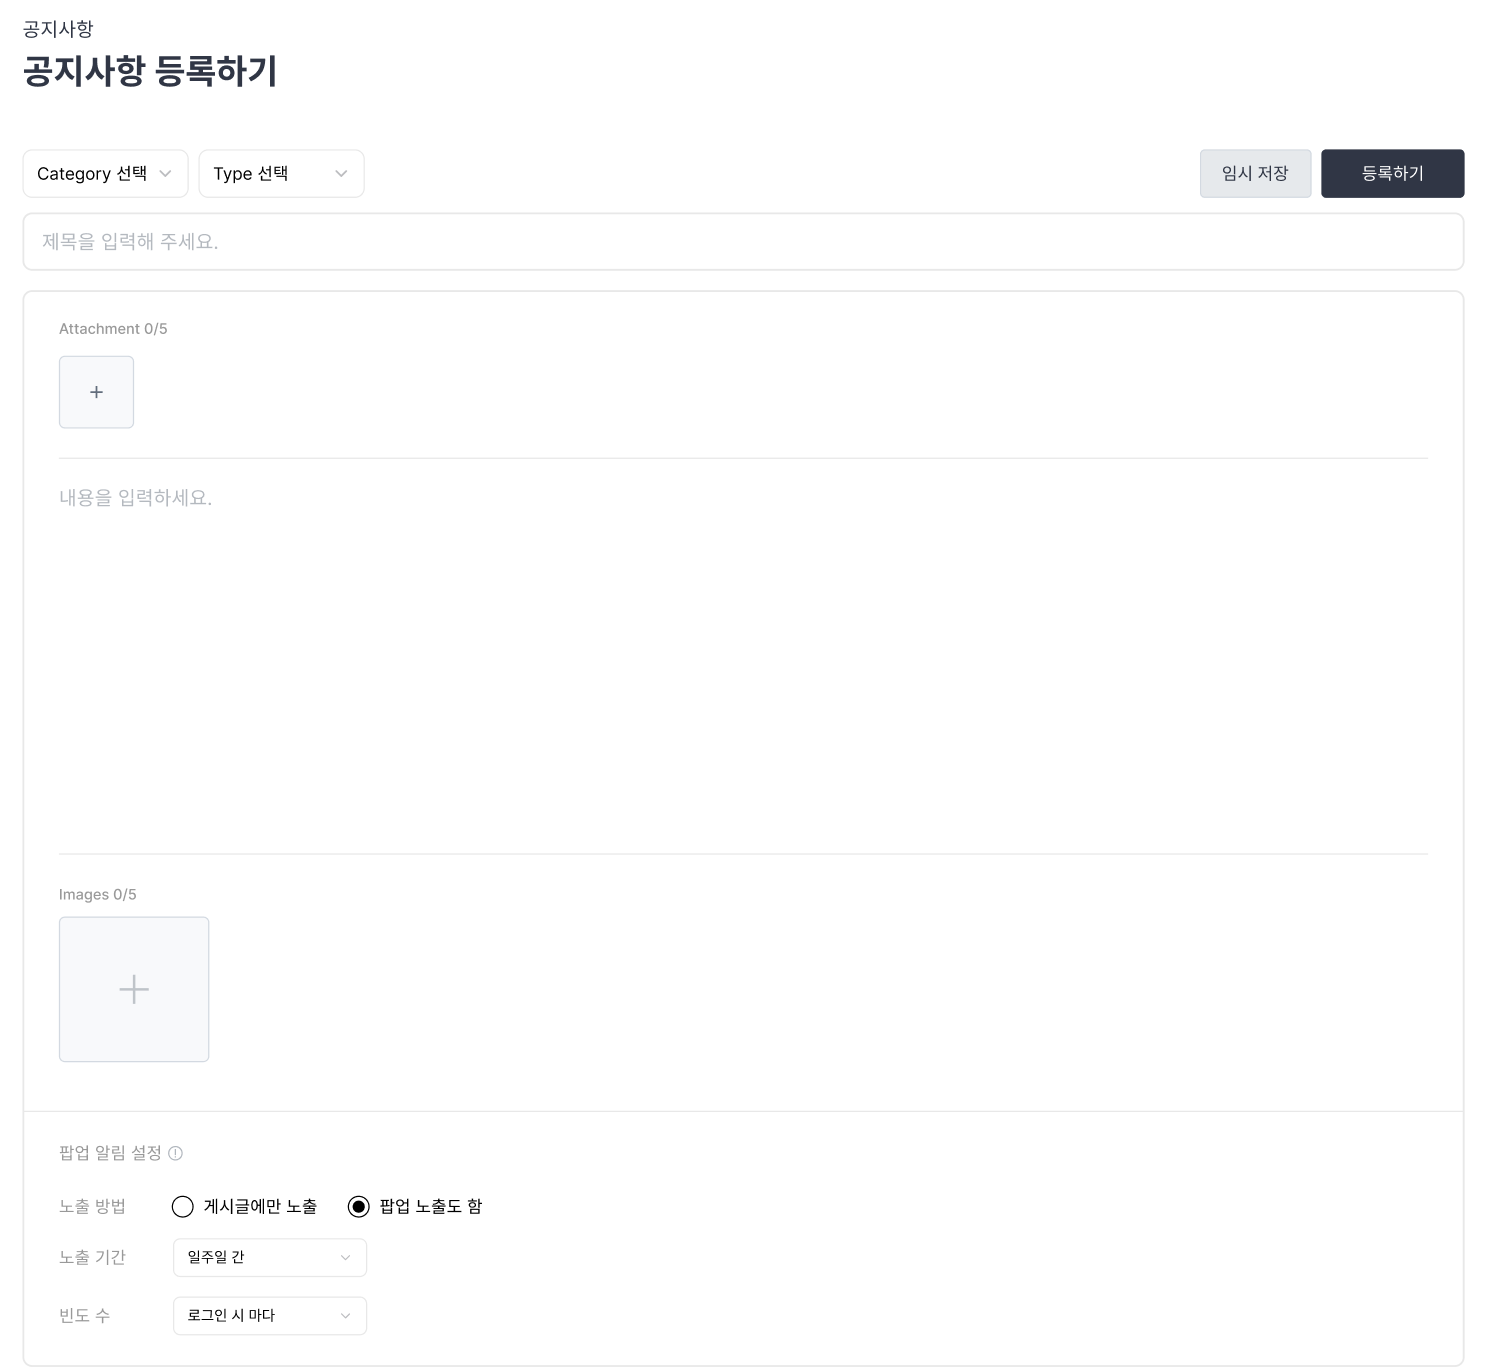 공지사항
공지사항 등록하기
Category 선택
Type 선택
임시 저장
등록하기
제목을 입력해 주세요.
Attachment 0/5
+
내용을 입력하세요.
Images 0/5
팝업 알림 설정
노출 방법 게시글에만 노출 팝업 노출도 함
노출 기간 일주일 간
빈도 수 로그인 시 마다